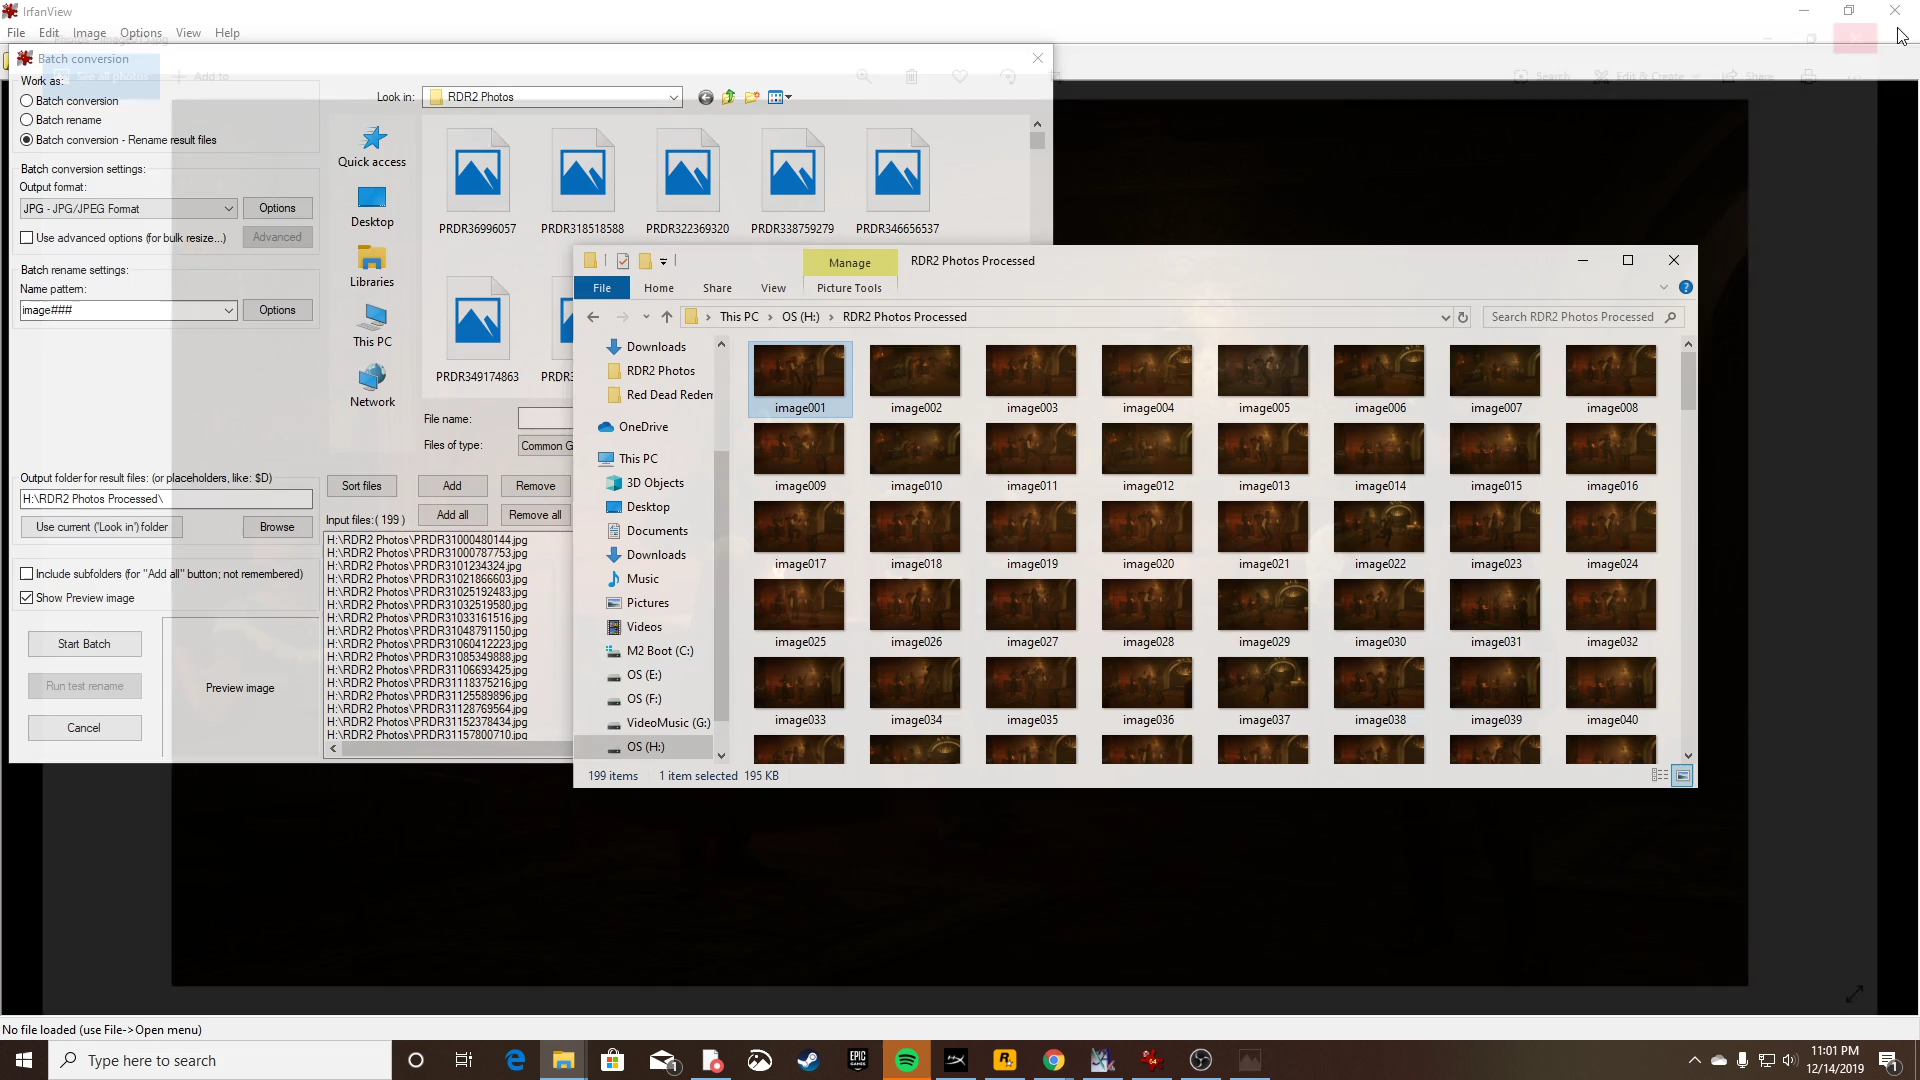 IrfanView
File Edit Image Options View Help
Batch conversion
See all photos
Add to
Search Edit & Create Share
Work as:
Batch conversion
Batch rename
Batch conversion - Rename result files
Batch conversion settings:
Output format:
JPG - JPG/JPEG Format
Options
Use advanced options (for bulk resize...)
Advanced
Batch rename settings:
Name pattern:
image###
Options
Output folder for result files: (or placeholders, like: $D)
H:\RDR2 Photos Processed\
Use current ('Look in') folder
Browse
Include subfolders (for "Add all" button; not remembered)
Show Preview image
Start Batch
Run test rename
Cancel
Preview image
Look in: RDR2 Photos
Quick access
Desktop
Libraries
This PC
Network
PRDR36996057 PRDR318518588 PRDR322369320 PRDR338759279 PRDR346656537
PRDR349174863 PRDR3
File name:
Files of type: Common G
Sort files Add Remove
Input files:( 199 ) Add all Remove all
H:\RDR2 Photos\PRDR31000480144.jpg
H:\RDR2 Photos\PRDR31000787753.jpg
H:\RDR2 Photos\PRDR3101234324.jpg
H:\RDR2 Photos\PRDR31021866603.jpg
H:\RDR2 Photos\PRDR31025192483.jpg
H:\RDR2 Photos\PRDR31032519580.jpg
H:\RDR2 Photos\PRDR31033161516.jpg
H:\RDR2 Photos\PRDR31048791150.jpg
H:\RDR2 Photos\PRDR31060412223.jpg
H:\RDR2 Photos\PRDR31085349888.jpg
H:\RDR2 Photos\PRDR31106693425.jpg
H:\RDR2 Photos\PRDR31118375216.jpg
H:\RDR2 Photos\PRDR31125589896.jpg
H:\RDR2 Photos\PRDR31128769564.jpg
H:\RDR2 Photos\PRDR31152378434.jpg
H:\RDR2 Photos\PRDR31157800710.jpg
Manage RDR2 Photos Processed
File Home Share View Picture Tools
This PC > OS (H:) > RDR2 Photos Processed
Search RDR2 Photos Processed
Downloads
RDR2 Photos
Red Dead Redem
OneDrive
This PC
3D Objects
Desktop
Documents
Downloads
Music
Pictures
Videos
M2 Boot (C:)
OS (E:)
OS (F:)
VideoMusic (G:)
OS (H:)
image001 image002 image003 image004 image005 image006 image007 image008
image009 image010 image011 image012 image013 image014 image015 image016
image017 image018 image019 image020 image021 image022 image023 image024
image025 image026 image027 image028 image029 image030 image031 image032
image033 image034 image035 image036 image037 image038 image039 image040
199 items 1 item selected 195 KB
No file loaded (use File->Open menu)
Type here to search
EPIC GAMES
11:01 PM
12/14/2019